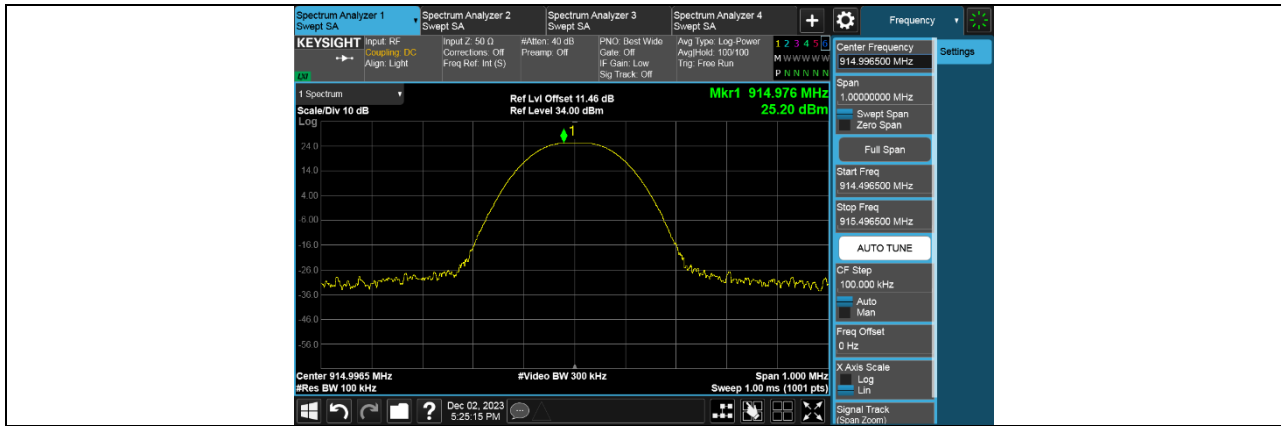 Spectrum Analyzer 1
Swept SA
Spectrum Analyzer 2
Swept SA
Spectrum Analyzer 3
Swept SA
Spectrum Analyzer 4
Swept SA
+
Frequency
KEYSIGHT
LXI
Input: RF
Coupling: DC
Align: Light
Input Z: 50 Ω
Corrections: Off
Freq Ref: Int (S)
#Atten: 40 dB
Preamp: Off
PNO: Best Wide
Gate: Off
IF Gain: Low
Sig Track: Off
Avg Type: Log-Power
Avg|Hold: 100/100
Trig: Free Run
1 2 3 4 5 6
M W W W W W
P N N N N N
1 Spectrum
Scale/Div 10 dB
Ref Lvl Offset 11.46 dB
Ref Level 34.00 dBm
Mkr1 914.976 MHz
25.20 dBm
Log
1
24.0
14.0
4.00
-6.00
-16.0
-26.0
-36.0
-46.0
-56.0
Center 914.9965 MHz
#Res BW 100 kHz
#Video BW 300 kHz
Span 1.000 MHz
Sweep 1.00 ms (1001 pts)
?
Dec 02, 2023
5:25:15 PM
Center Frequency
914.996500 MHz
Span
1.00000000 MHz
Swept Span
Zero Span
Full Span
Start Freq
914.496500 MHz
Stop Freq
915.496500 MHz
AUTO TUNE
CF Step
100.000 kHz
Auto
Man
Freq Offset
0 Hz
X Axis Scale
Log
Lin
Signal Track
(Span Zoom)
Settings